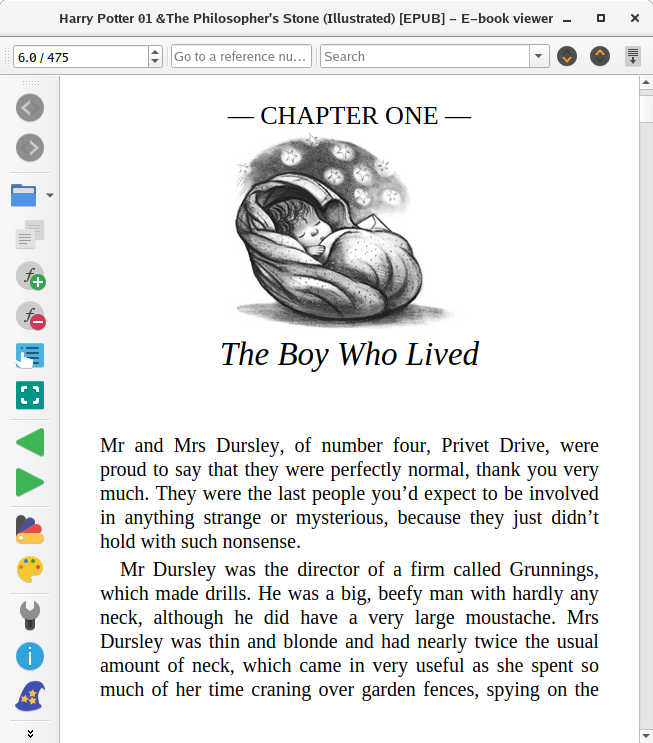 Harry Potter 01 &The Philosopher's Stone (Illustrated) [EPUB] – E-book viewer
6.0 / 475
Go to a reference nu...
Search
— CHAPTER ONE —
The Boy Who Lived
Mr and Mrs Dursley, of number four, Privet Drive, were
proud to say that they were perfectly normal, thank you very
much. They were the last people you’d expect to be involved
in anything strange or mysterious, because they just didn’t
hold with such nonsense.
Mr Dursley was the director of a firm called Grunnings,
which made drills. He was a big, beefy man with hardly any
neck, although he did have a very large moustache. Mrs
Dursley was thin and blonde and had nearly twice the usual
amount of neck, which came in very useful as she spent so
much of her time craning over garden fences, spying on the